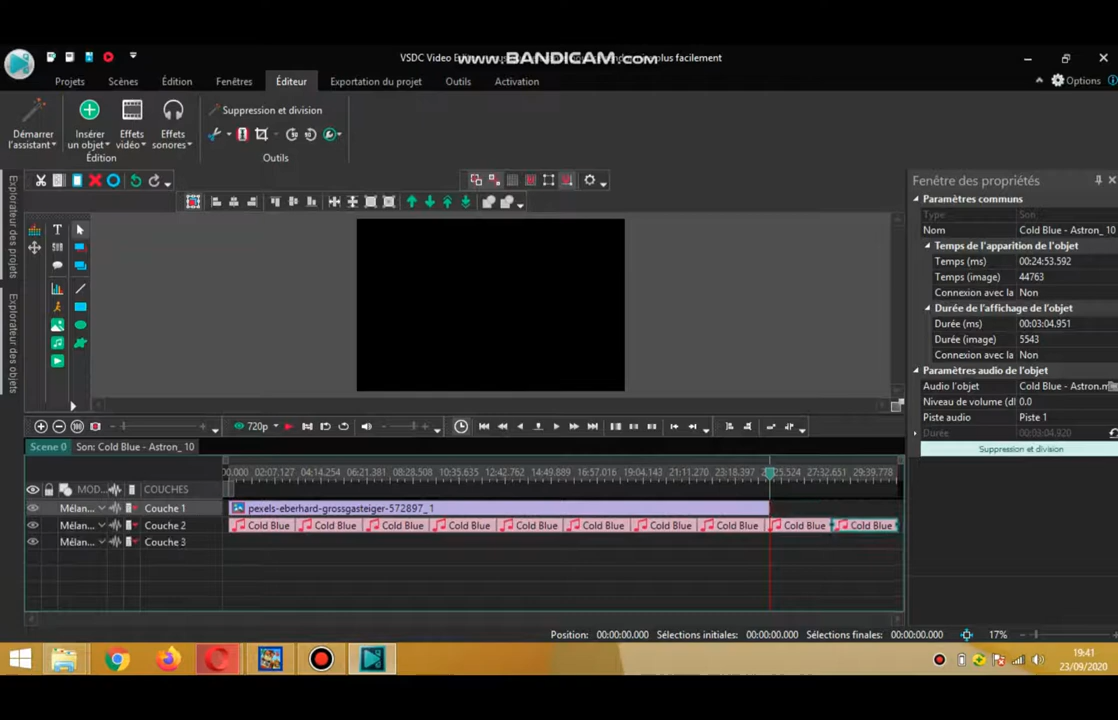 VSDC Video Edi
www.BANDICAM.com
plus facilement
Projets
Scènes
Édition
Fenêtres
Éditeur
Exportation du projet
Outils
Activation
Options
Démarrer l'assistant
Insérer un objet
Effets vidéo
Effets sonores
Suppression et division
Édition
Outils
Explorateur des projets
Explorateur des objets
T
Fenêtre des propriétés
Paramètres communs
Type Son
Nom Cold Blue - Astron_ 10
Temps de l'apparition de l'objet
Temps (ms) 00:24:53.592
Temps (image) 44763
Connexion avec la Non
Durée de l'affichage de l'objet
Durée (ms) 00:03:04.951
Durée (image) 5543
Connexion avec la Non
Paramètres audio de l'objet
Audio l'objet Cold Blue - Astron.m
Niveau de volume (dl 0.0
Piste audio Piste 1
Durée 00:03:04.920
Suppression et division
720p
Scene 0 Son: Cold Blue - Astron_ 10
00.000 02:07.127 04:14.254 06:21.381 08:28.508 10:35.635 12:42.762 14:49.889 16:57.016 19:04.143 21:11.270 23:18.397 25.524 27:32.651 29:39.778
MOD... COUCHES
Mélan... Couche 1 pexels-eberhard-grossgasteiger-572897_1
Mélan... Couche 2 Cold Blue Cold Blue Cold Blue Cold Blue Cold Blue Cold Blue Cold Blue Cold Blue Cold Blue Cold Blue
Mélan... Couche 3
Position: 00:00:00.000 Sélections initiales: 00:00:00.000 Sélections finales: 00:00:00.000 17%
19:41
23/09/2020